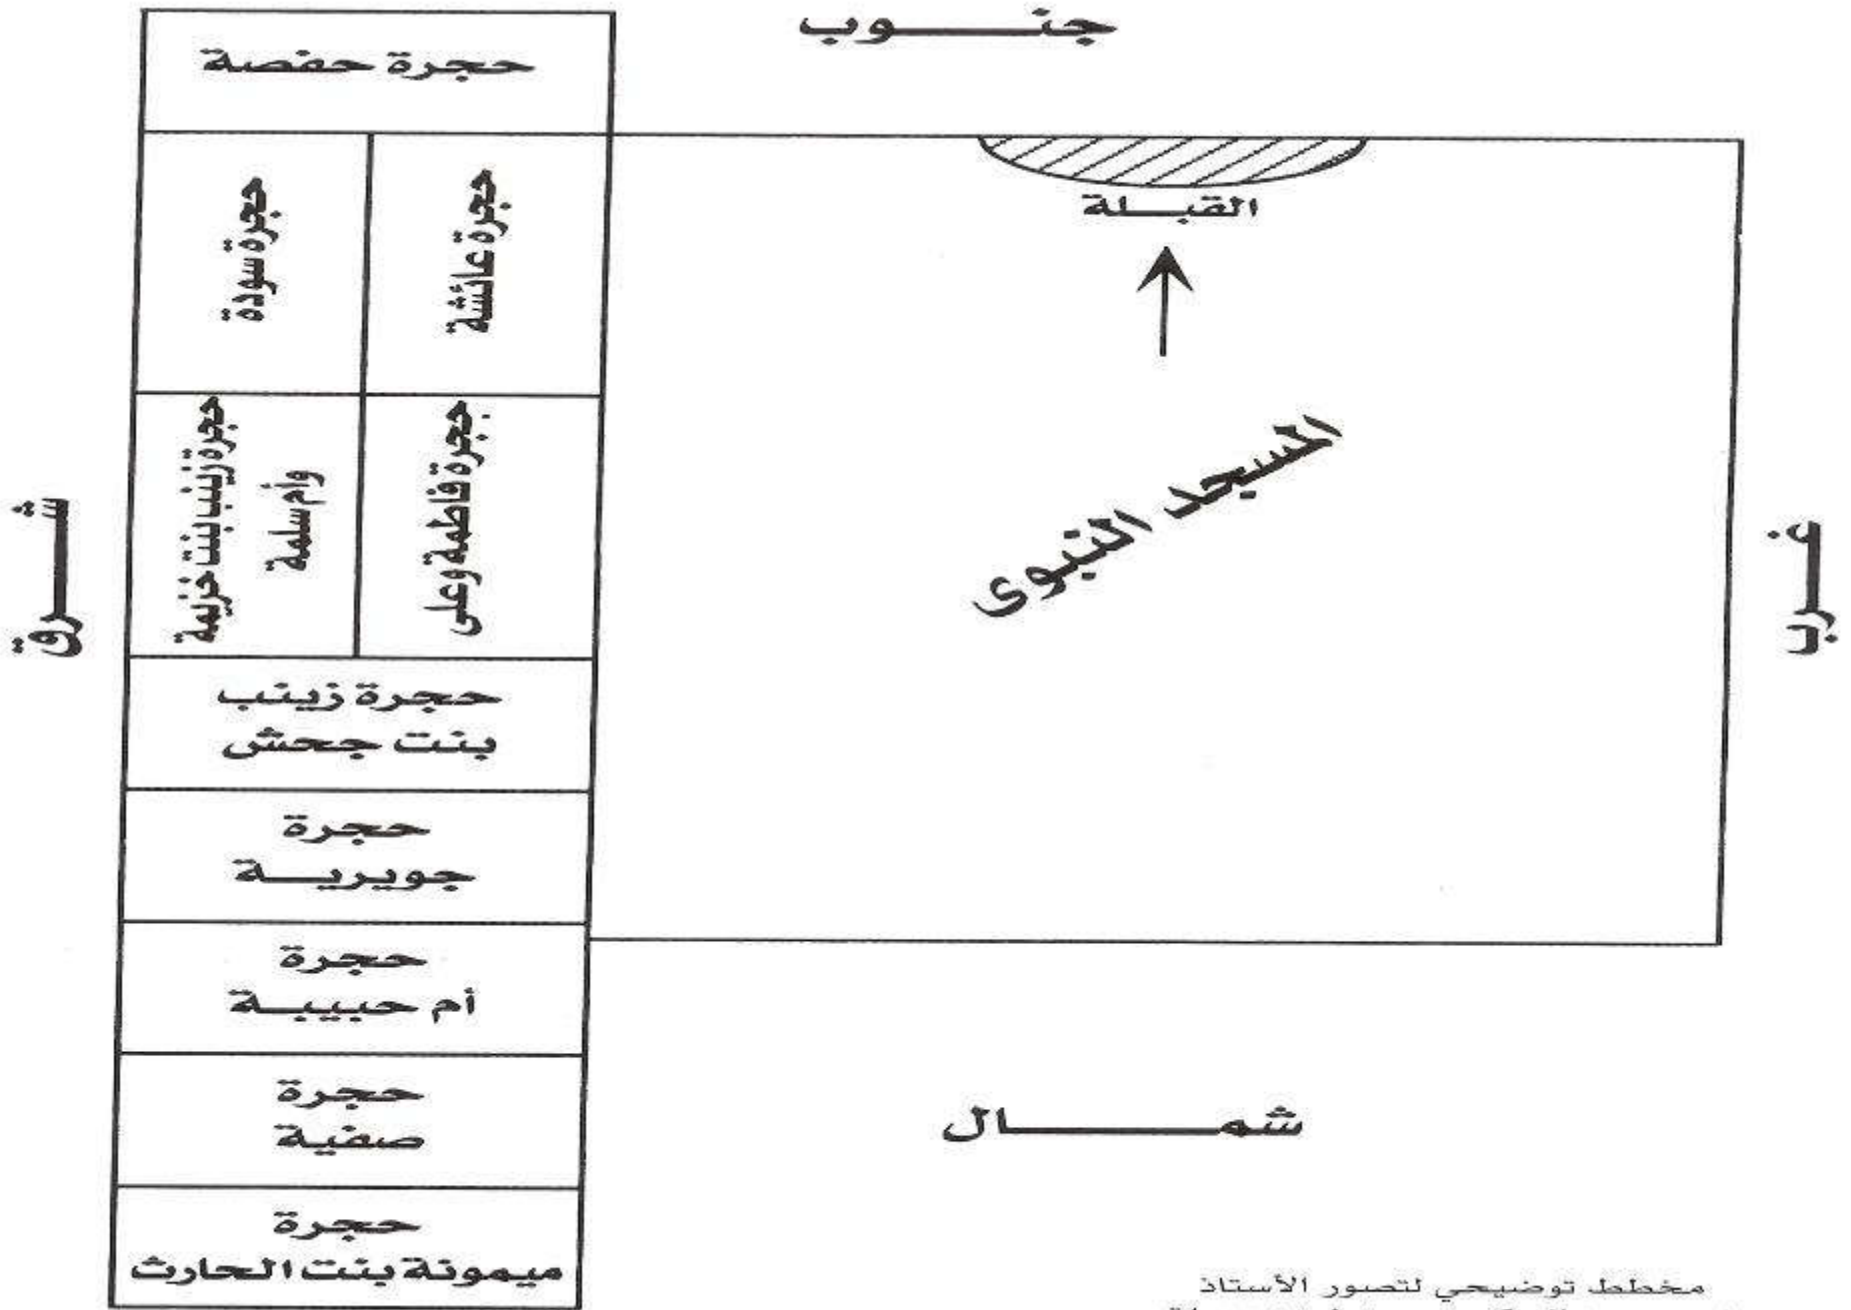 جنوب
حجرة حفصة
حجرة سودة
حجرة عائشة
القبلة
حجرة زينب بنت خزيمة
وأم سلمة
حجرة فاطمة وعلى
المسجد النبوى
شرق
غرب
حجرة زينب
بنت جحش
حجرة
جويرية
حجرة
أم حبيبة
حجرة
صفية
حجرة
ميمونة بنت الحارث
شمال
مخطط توضيحي لتصور الأستاذ